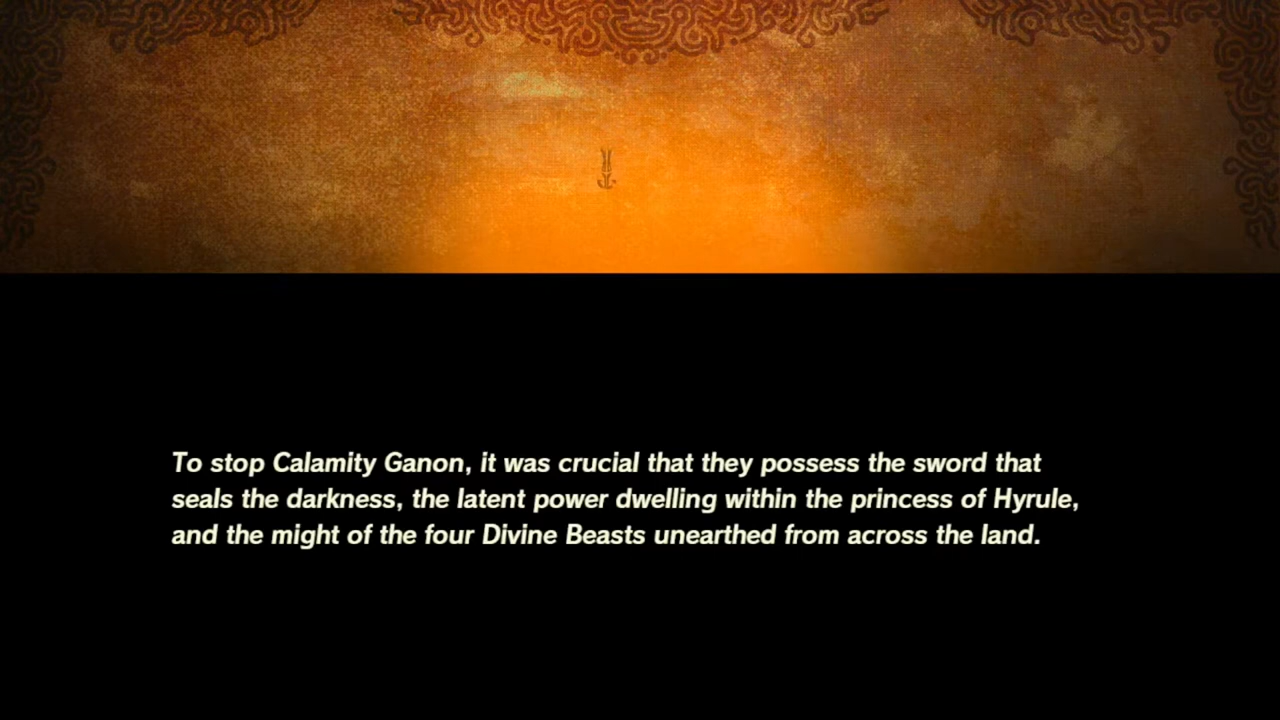 To stop Calamity Ganon, it was crucial that they possess the sword that
seals the darkness, the latent power dwelling within the princess of Hyrule,
and the might of the four Divine Beasts unearthed from across the land.